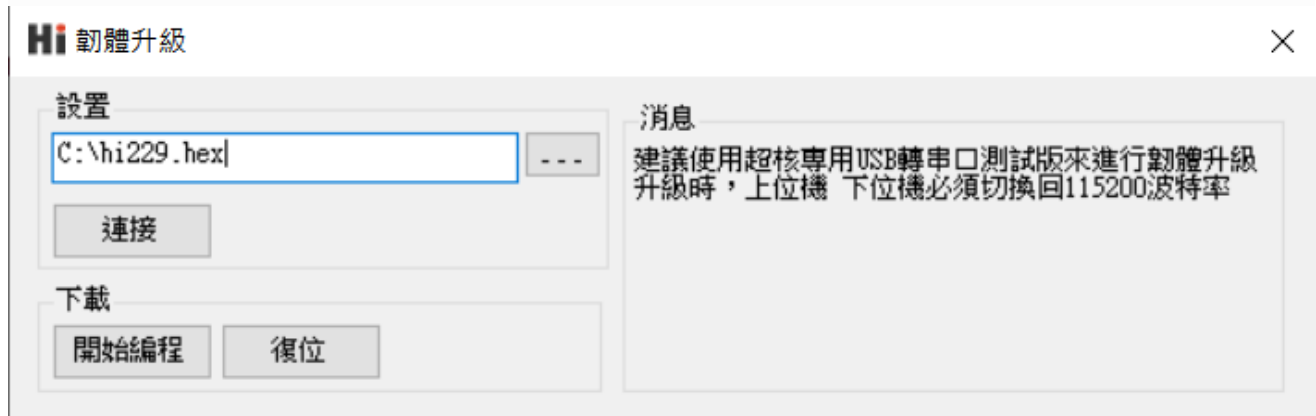 Hi 韌體升級
設置
C:\hi229.hex
...
連接
下載
開始編程
復位
消息
建議使用超核專用USB轉串口測試版來進行韌體升級
升級時，上位機 下位機必須切換回115200波特率